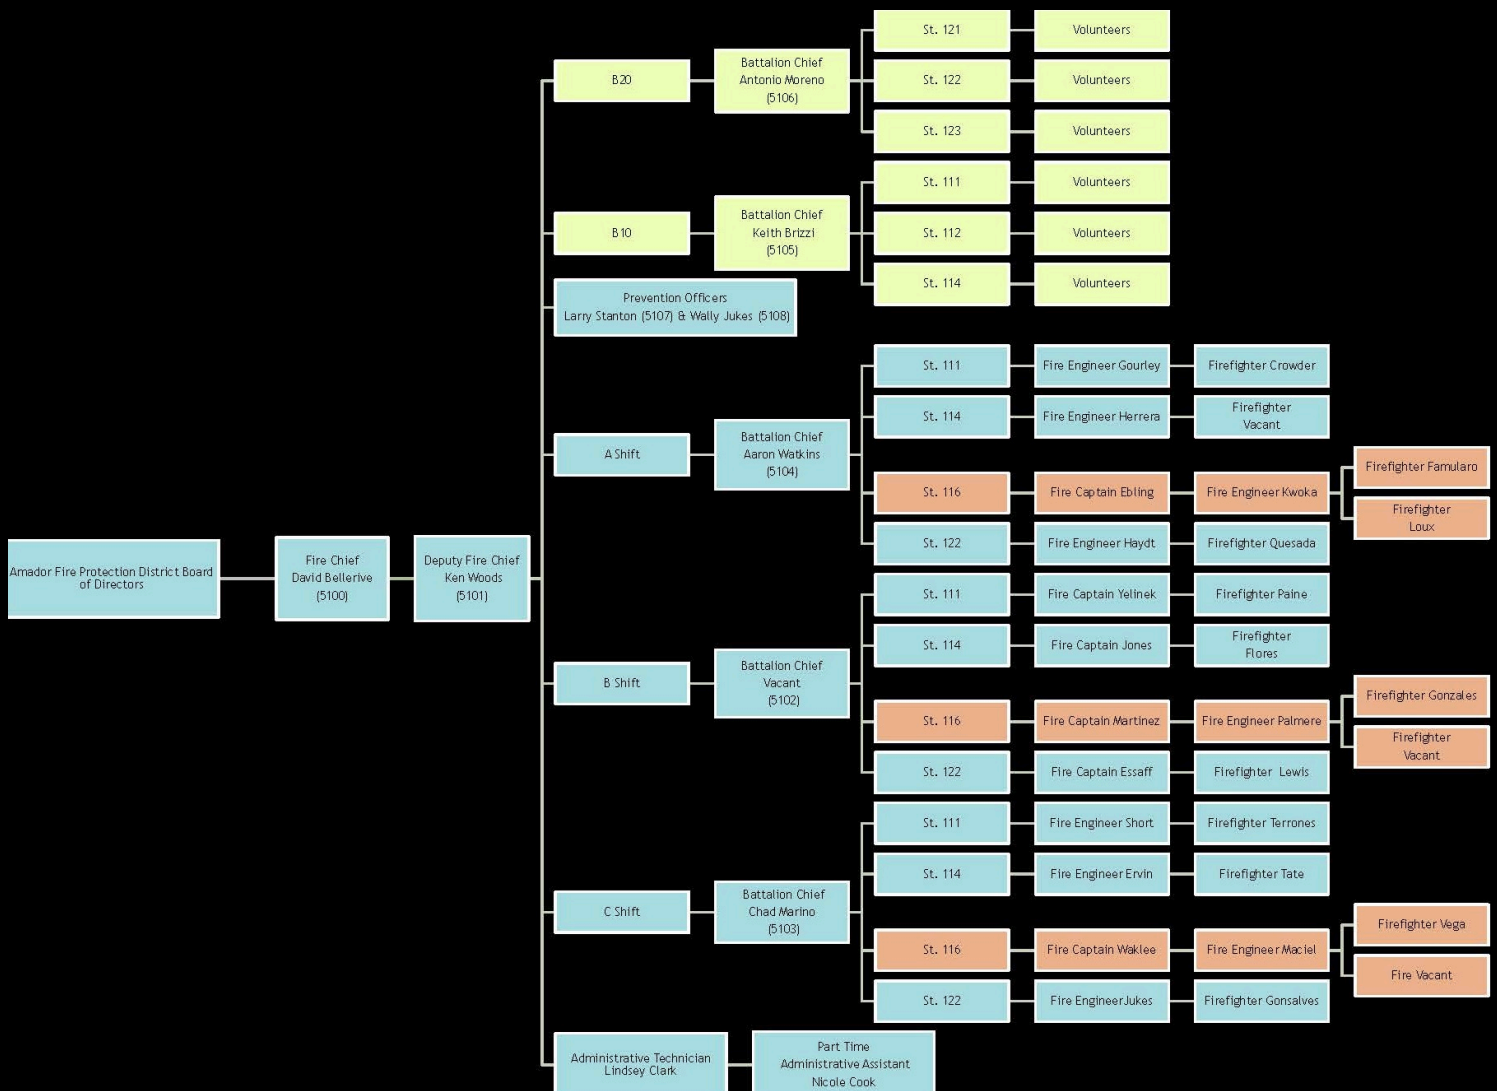 Amador Fire Protection District Board
of Directors
Fire Chief
David Bellerive
(5100)
Deputy Fire Chief
Ken Woods
(5101)
B20
Battalion Chief
Antonio Moreno
(5106)
St. 121
Volunteers
St. 122
Volunteers
St. 123
Volunteers
B10
Battalion Chief
Keith Brizzi
(5105)
St. 111
Volunteers
St. 112
Volunteers
St. 114
Volunteers
Prevention Officers
Larry Stanton (5107) & Wally Jukes (5108)
A Shift
Battalion Chief
Aaron Watkins
(5104)
St. 111
Fire Engineer Gourley
Firefighter Crowder
St. 114
Fire Engineer Herrera
Firefighter
Vacant
St. 116
Fire Captain Ebling
Fire Engineer Kwoka
Firefighter Famularo
Firefighter
Loux
St. 122
Fire Engineer Haydt
Firefighter Quesada
B Shift
Battalion Chief
Vacant
(5102)
St. 111
Fire Captain Yelinek
Firefighter Paine
St. 114
Fire Captain Jones
Firefighter
Flores
St. 116
Fire Captain Martinez
Fire Engineer Palmere
Firefighter Gonzales
Firefighter
Vacant
St. 122
Fire Captain Essaff
Firefighter Lewis
C Shift
Battalion Chief
Chad Marino
(5103)
St. 111
Fire Engineer Short
Firefighter Terrones
St. 114
Fire Engineer Ervin
Firefighter Tate
St. 116
Fire Captain Waklee
Fire Engineer Maciel
Firefighter Vega
Fire Vacant
St. 122
Fire EngineerJukes
Firefighter Gonsalves
Administrative Technician
Lindsey Clark
Part Time
Administrative Assistant
Nicole Cook